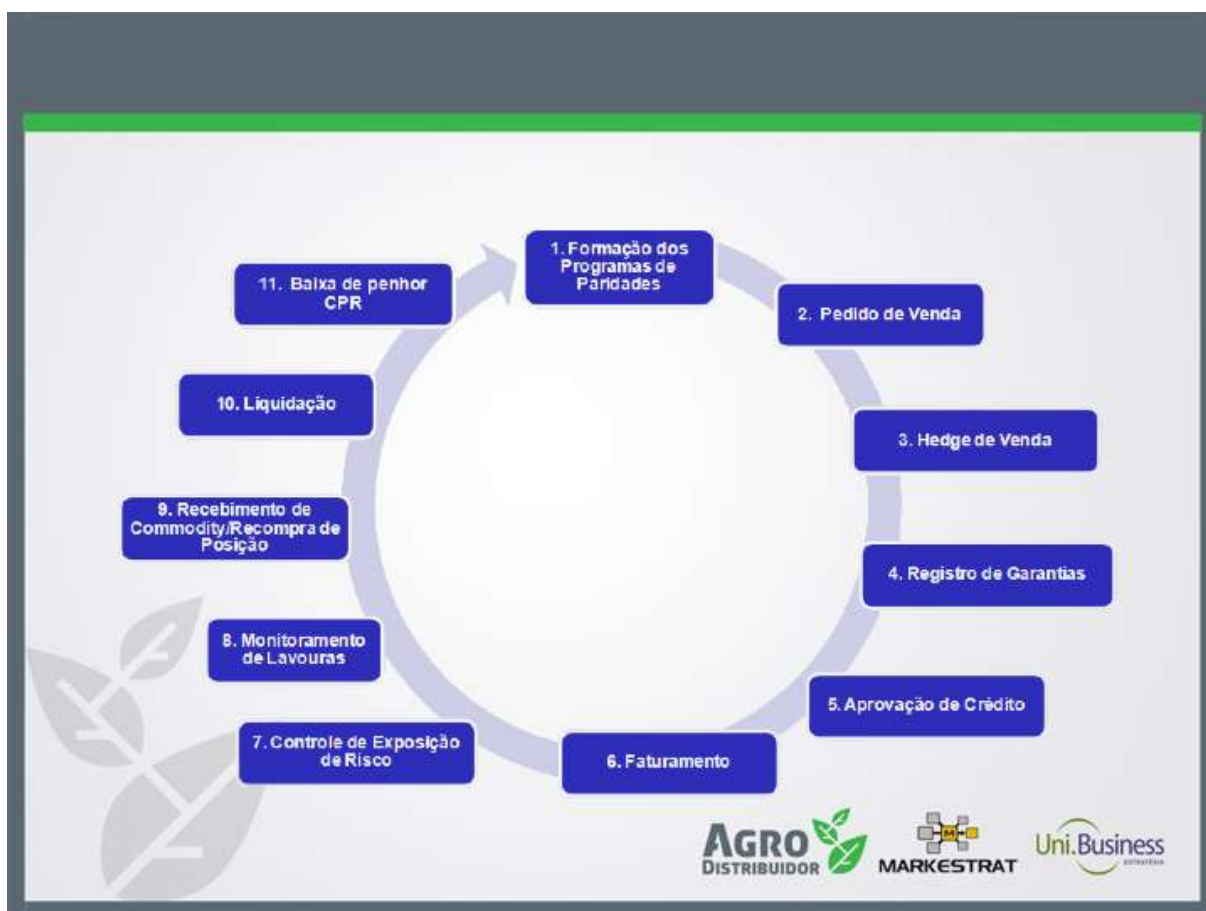 1. Formação dos
Programas de
Paridades
2. Pedido de Venda
3. Hedge de Venda
4. Registro de Garantias
5. Aprovação de Crédito
6. Faturamento
7. Controle de Exposição
de Risco
8. Monitoramento
de Lavouras
9. Recebimento de
Commodity/Recompra de
Posição
10. Liquidação
11. Baixa de penhor
CPR
AGRO
DISTRIBUIDOR
M
MARKESTRAT
Uni.Business
ESTRATÉGIA